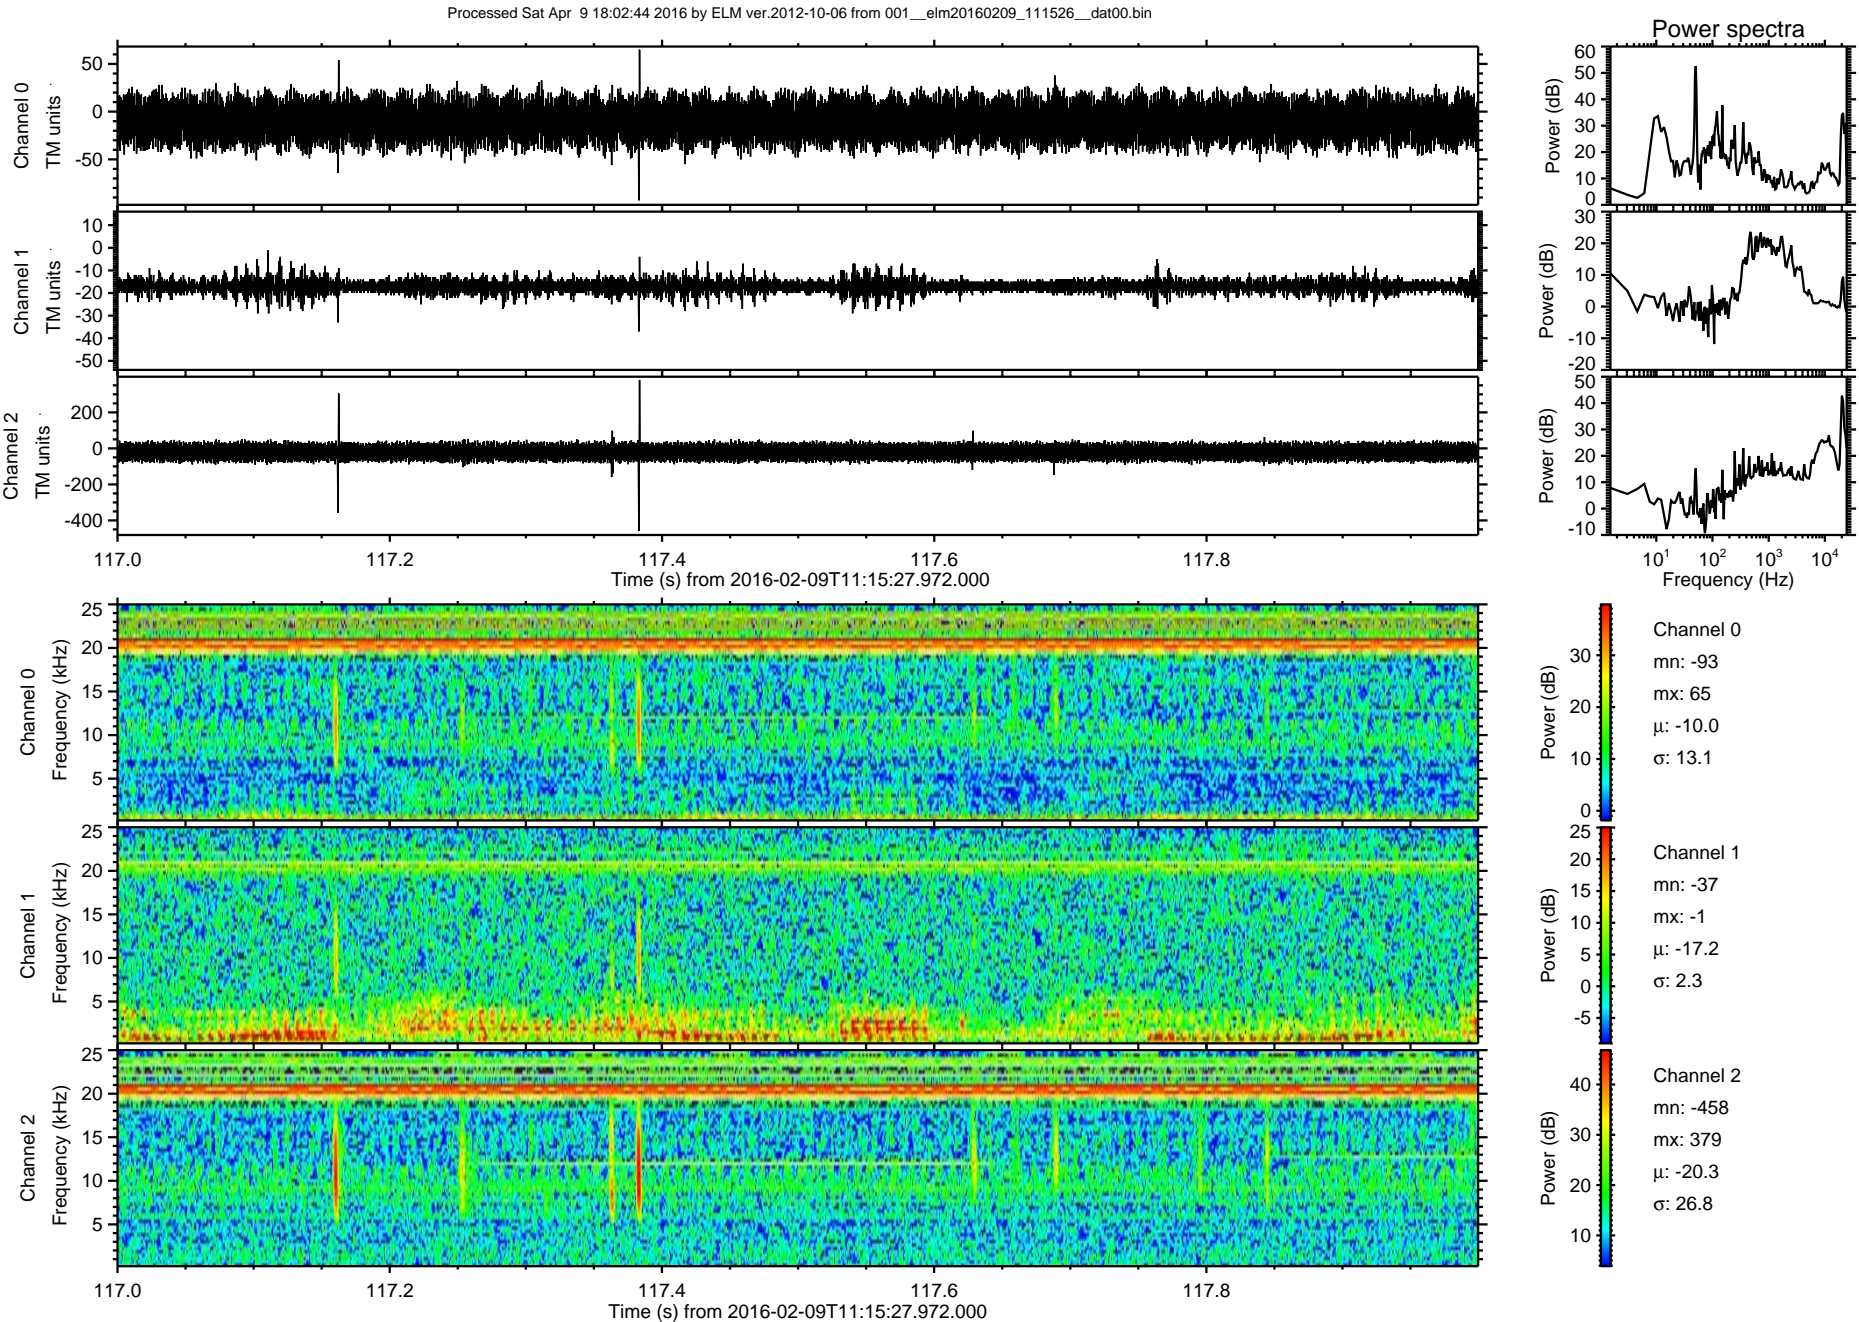 Processed Sat Apr  9 18:02:44 2016 by ELM ver.2012-10-06 from 001__elm20160209_111526__dat00.bin
Power spectra
Channel 0
TM units
50
0
-50
Power (dB)
60
50
40
30
20
10
0
Channel 1
TM units
10
0
-10
-20
-30
-40
-50
Power (dB)
30
20
10
0
-10
-20
Channel 2
TM units
200
0
-200
-400
Power (dB)
50
40
30
20
10
0
-10
117.0 117.2 117.4 117.6 117.8
Time (s) from 2016-02-09T11:15:27.972.000
10¹ 10² 10³ 10⁴
Frequency (Hz)
Channel 0
Frequency (kHz)
25
20
15
10
5
Power (dB)
30
20
10
0
Channel 0
mn: -93
mx: 65
μ: -10.0
σ: 13.1
Channel 1
Frequency (kHz)
25
20
15
10
5
Power (dB)
25
20
15
10
5
0
-5
Channel 1
mn: -37
mx: -1
μ: -17.2
σ: 2.3
Channel 2
Frequency (kHz)
25
20
15
10
5
Power (dB)
40
30
20
10
Channel 2
mn: -458
mx: 379
μ: -20.3
σ: 26.8
117.0 117.2 117.4 117.6 117.8
Time (s) from 2016-02-09T11:15:27.972.000